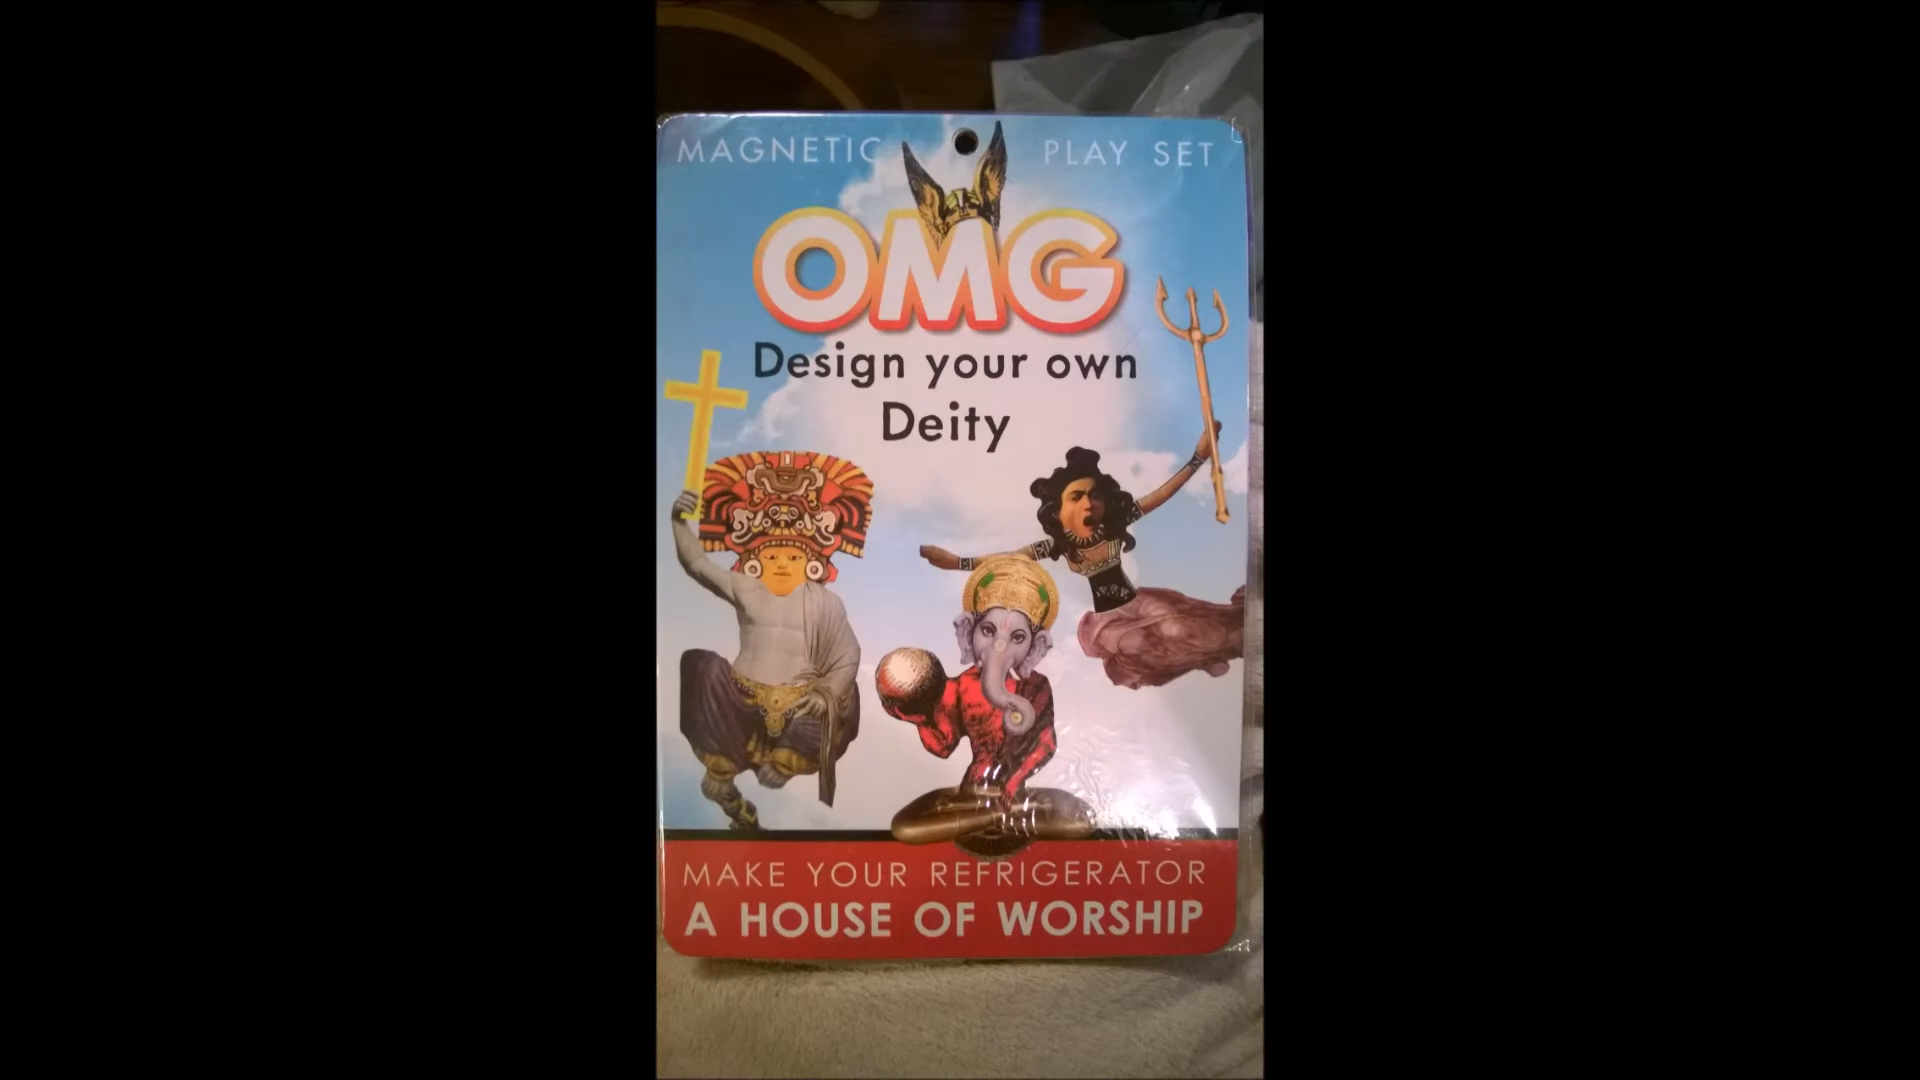 MAGNETIC PLAY SET
OMG
Design your own
Deity
MAKE YOUR REFRIGERATOR
A HOUSE OF WORSHIP